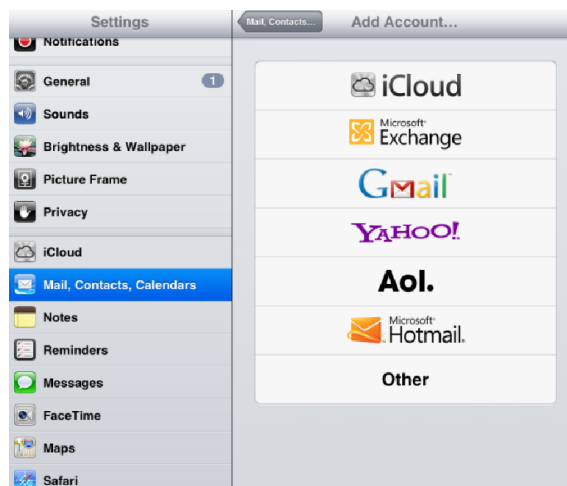 Settings
Notifications
General
1
Sounds
Brightness & Wallpaper
Picture Frame
Privacy
iCloud
Mail, Contacts, Calendars
Notes
Reminders
Messages
FaceTime
Maps
Safari
Mail, Contacts...
Add Account...
iCloud
Microsoft
Exchange
Gmail
YAHOO!
Aol.
Microsoft
Hotmail.
Other